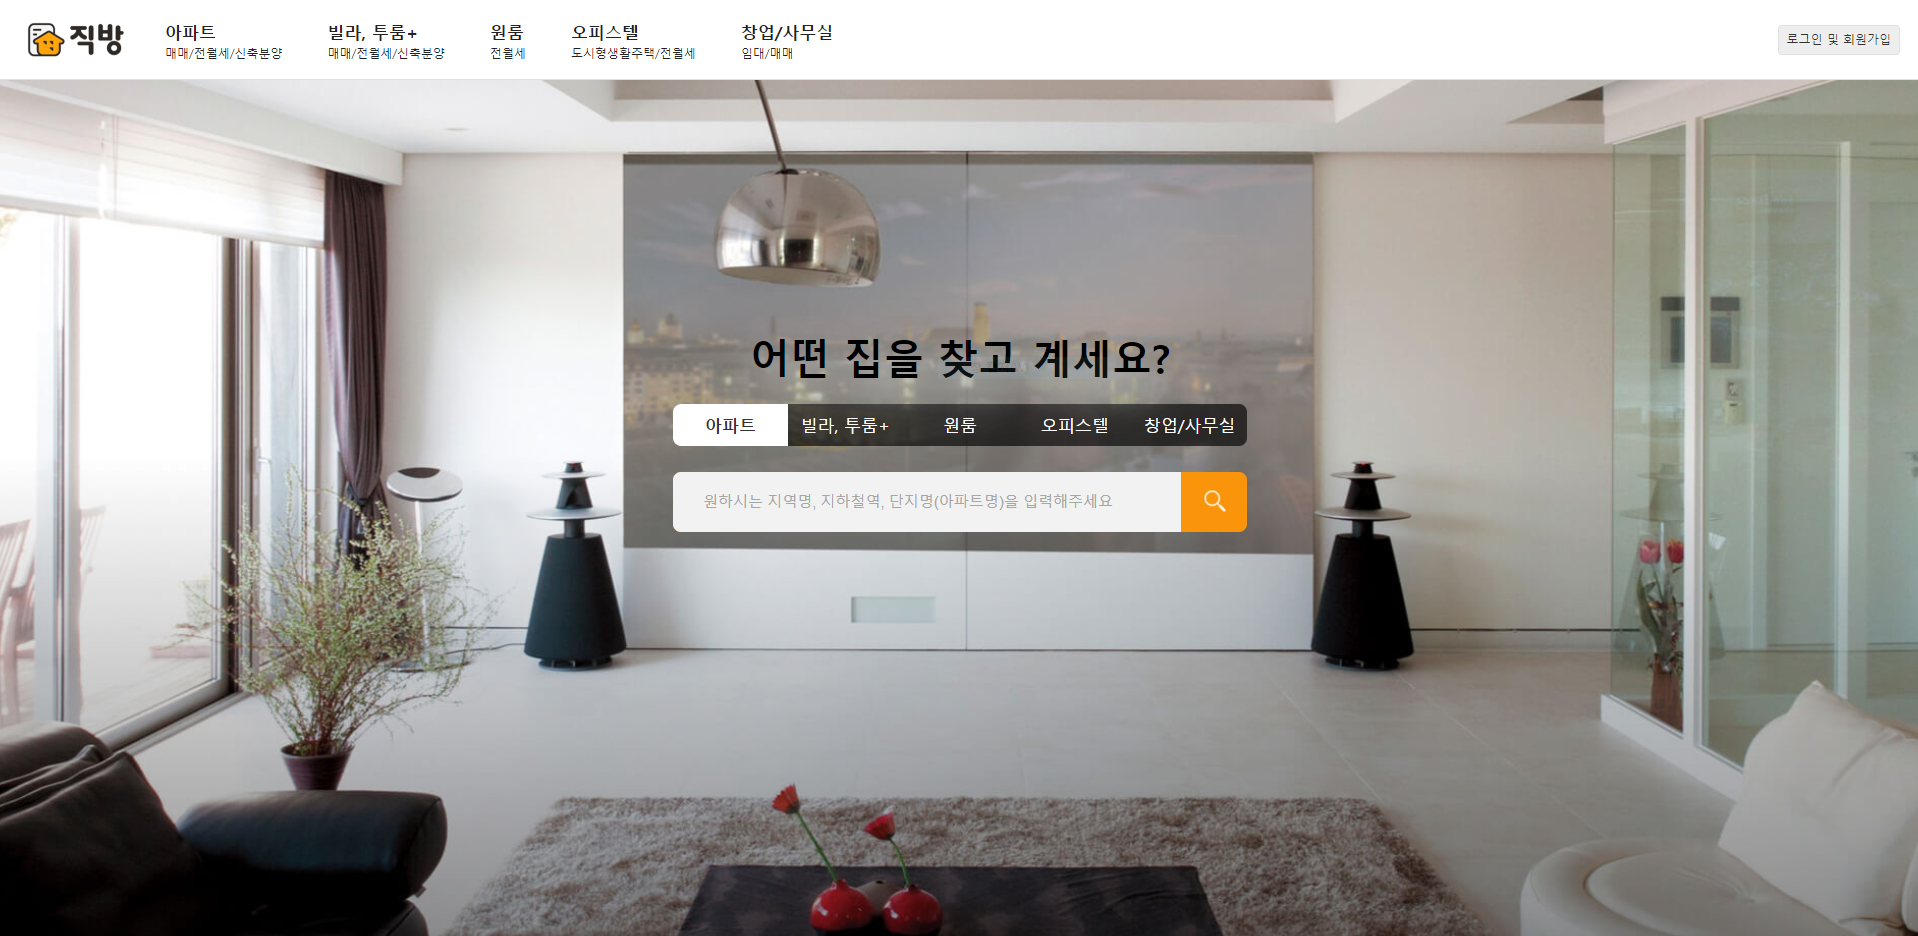 직방
아파트
매매/전월세/신축분양
빌라, 투룸+
매매/전월세/신축분양
원룸
전월세
오피스텔
도시형생활주택/전월세
창업/사무실
임대/매매
로그인 및 회원가입
어떤 집을 찾고 계세요?
아파트 빌라, 투룸+ 원룸 오피스텔 창업/사무실
원하시는 지역명, 지하철역, 단지명(아파트명)을 입력해주세요